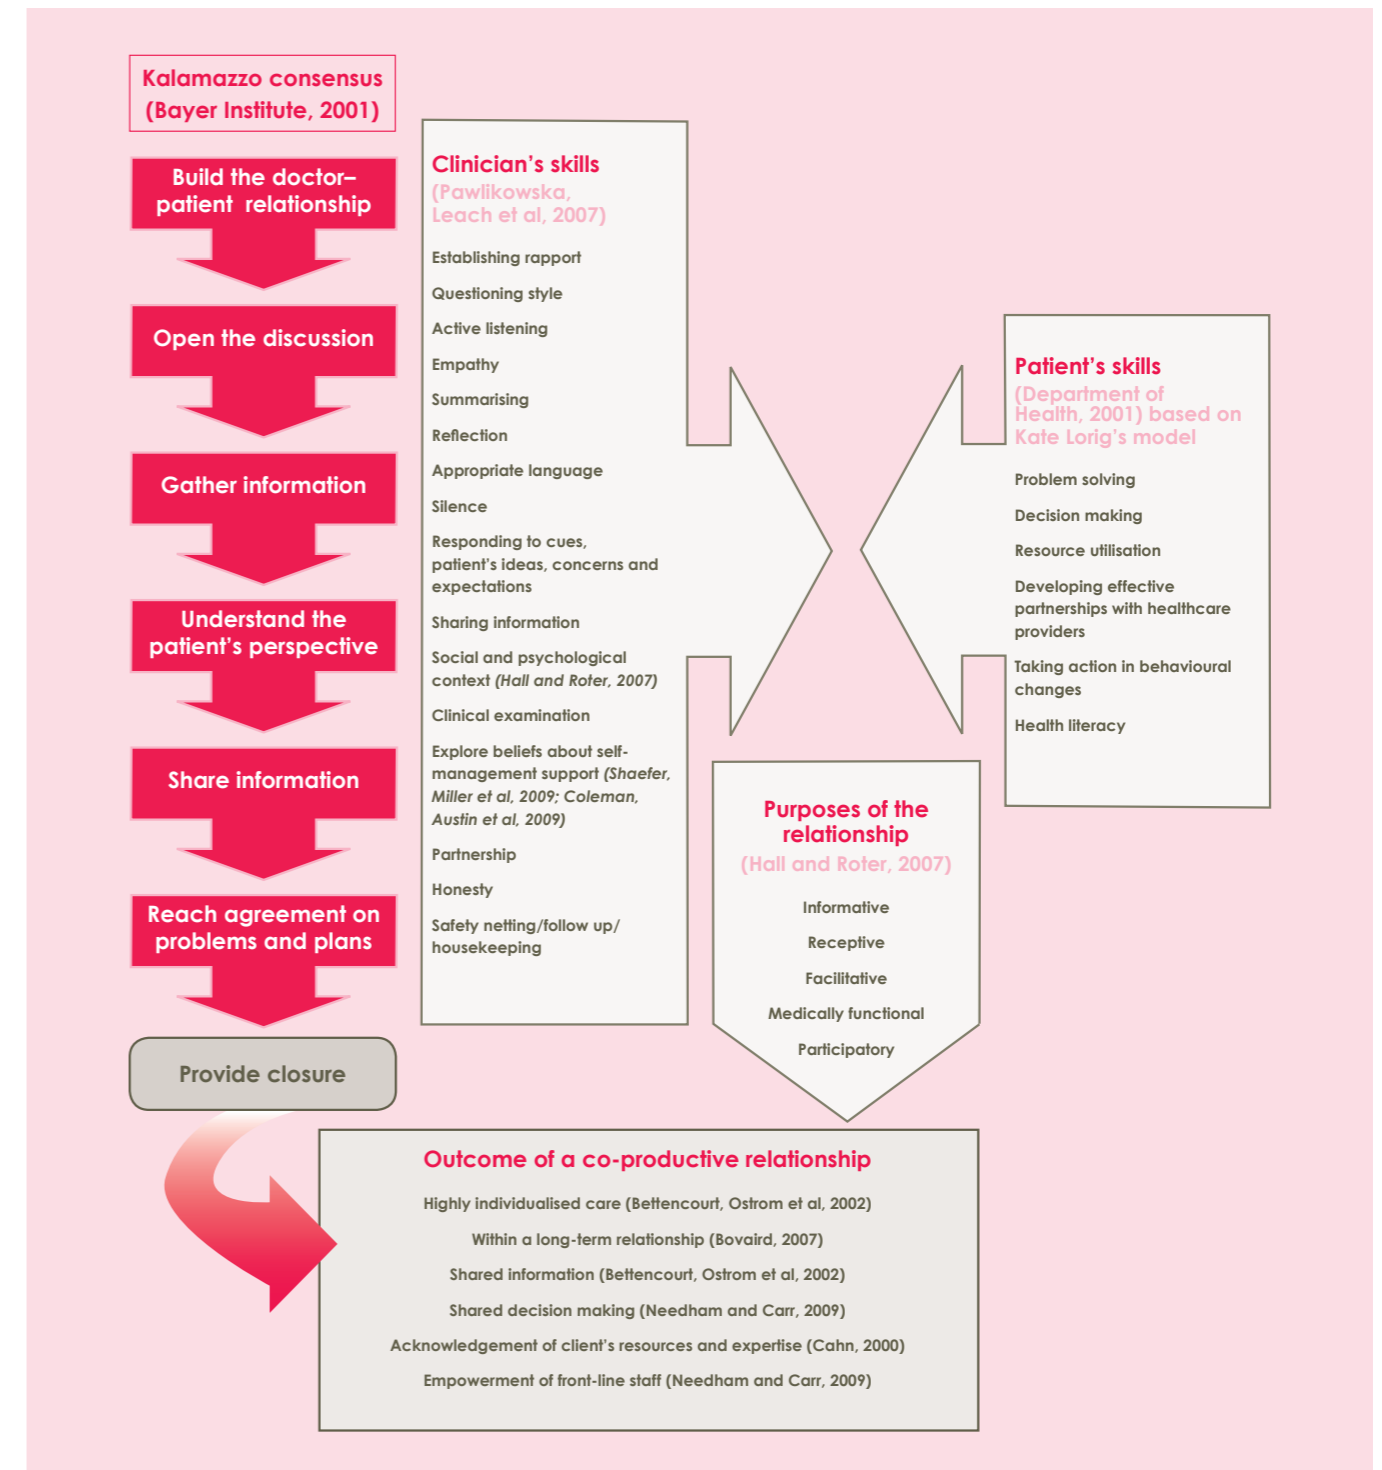 Kalamazzo consensus
(Bayer Institute, 2001)
Build the doctor–
patient relationship
Open the discussion
Gather information
Understand the
patient's perspective
Share information
Reach agreement on
problems and plans
Provide closure
Clinician's skills
(Pawlikowska,
Leach et al, 2007)
Establishing rapport
Questioning style
Active listening
Empathy
Summarising
Reflection
Appropriate language
Silence
Responding to cues,
patient's ideas, concerns and
expectations
Sharing information
Social and psychological
context (Hall and Roter, 2007)
Clinical examination
Explore beliefs about self-
management support (Shaefer,
Miller et al, 2009; Coleman,
Austin et al, 2009)
Partnership
Honesty
Safety netting/follow up/
housekeeping
Patient's skills
(Department of
Health, 2001) based on
Kate Lorig's model
Problem solving
Decision making
Resource utilisation
Developing effective
partnerships with healthcare
providers
Taking action in behavioural
changes
Health literacy
Purposes of the
relationship
(Hall and Roter, 2007)
Informative
Receptive
Facilitative
Medically functional
Participatory
Outcome of a co-productive relationship
Highly individualised care (Bettencourt, Ostrom et al, 2002)
Within a long-term relationship (Bovaird, 2007)
Shared information (Bettencourt, Ostrom et al, 2002)
Shared decision making (Needham and Carr, 2009)
Acknowledgement of client's resources and expertise (Cahn, 2000)
Empowerment of front-line staff (Needham and Carr, 2009)